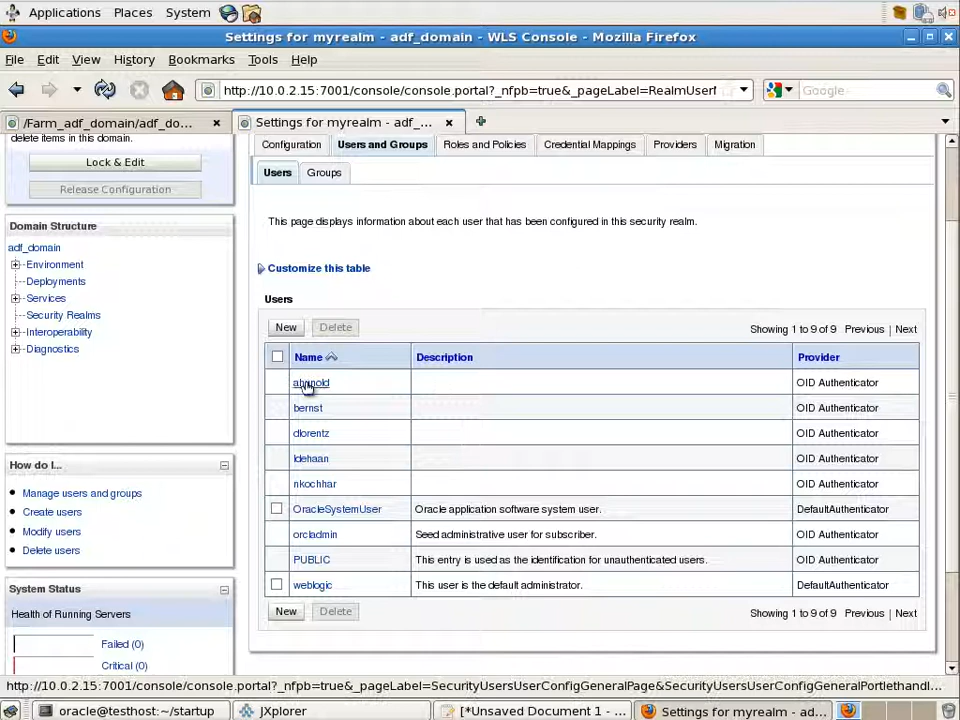 Applications Places System
Settings for myrealm - adf_domain - WLS Console - Mozilla Firefox
File Edit View History Bookmarks Tools Help
http://10.0.2.15:7001/console/console.portal?_nfpb=true&_pageLabel=RealmUserf
Google
/Farm_adf_domain/adf_do...
Settings for myrealm - adf_...
delete items in this domain.
Lock & Edit
Release Configuration
Domain Structure
adf_domain
Environment
Deployments
Services
Security Realms
Interoperability
Diagnostics
How do I...
Manage users and groups
Create users
Modify users
Delete users
System Status
Health of Running Servers
Failed (0)
Critical (0)
Configuration Users and Groups Roles and Policies Credential Mappings Providers Migration
Users Groups
This page displays information about each user that has been configured in this security realm.
Customize this table
Users
New Delete Showing 1 to 9 of 9 Previous | Next
Name Description Provider
OID Authenticator
bernst OID Authenticator
dlorentz OID Authenticator
ldehaan OID Authenticator
nkochhar OID Authenticator
OracleSystemUser Oracle application software system user. DefaultAuthenticator
orcladmin Seed administrative user for subscriber. OID Authenticator
PUBLIC This entry is used as the identification for unauthenticated users. OID Authenticator
weblogic This user is the default administrator. DefaultAuthenticator
New Delete Showing 1 to 9 of 9 Previous | Next
http://10.0.2.15:7001/console/console.portal?_nfpb=true&_pageLabel=SecurityUsersUserConfigGeneralPage&SecurityUsersUserConfigGeneralPortlethandl...
oracle@testhost:~/startup
JXplorer
[*Unsaved Document 1 - ...
Settings for myrealm - ad...